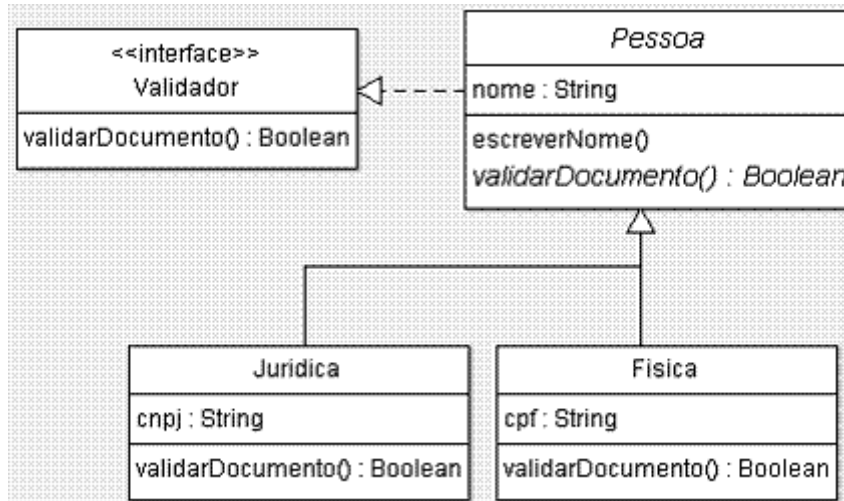 <<interface>>
Validador
validarDocumento() : Boolean
Pessoa
nome : String
escreverNome()
validarDocumento() : Boolean
Juridica
cnpj : String
validarDocumento() : Boolean
Fisica
cpf : String
validarDocumento() : Boolean